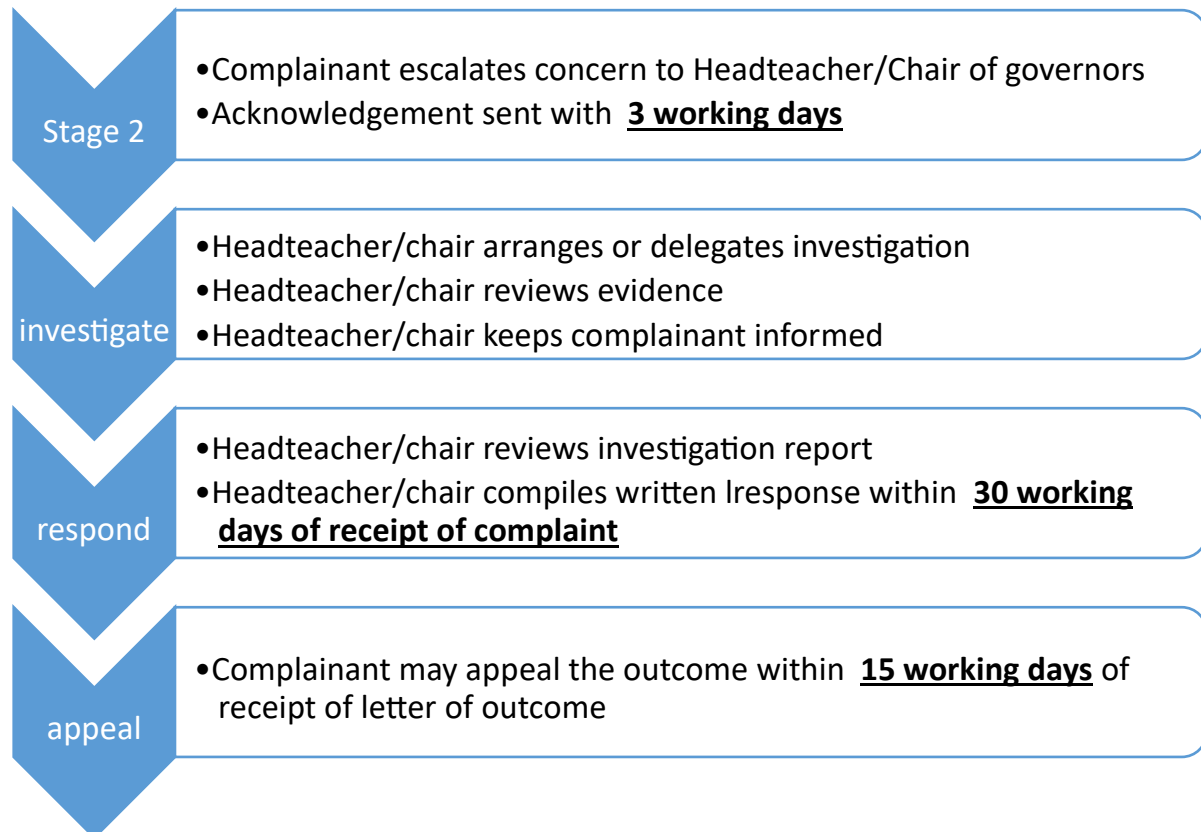 Stage 2
•Complainant escalates concern to Headteacher/Chair of governors
•Acknowledgement sent with 3 working days
investigate
•Headteacher/chair arranges or delegates investigation
•Headteacher/chair reviews evidence
•Headteacher/chair keeps complainant informed
respond
•Headteacher/chair reviews investigation report
•Headteacher/chair compiles written lresponse within 30 working
days of receipt of complaint
appeal
•Complainant may appeal the outcome within 15 working days of
receipt of letter of outcome